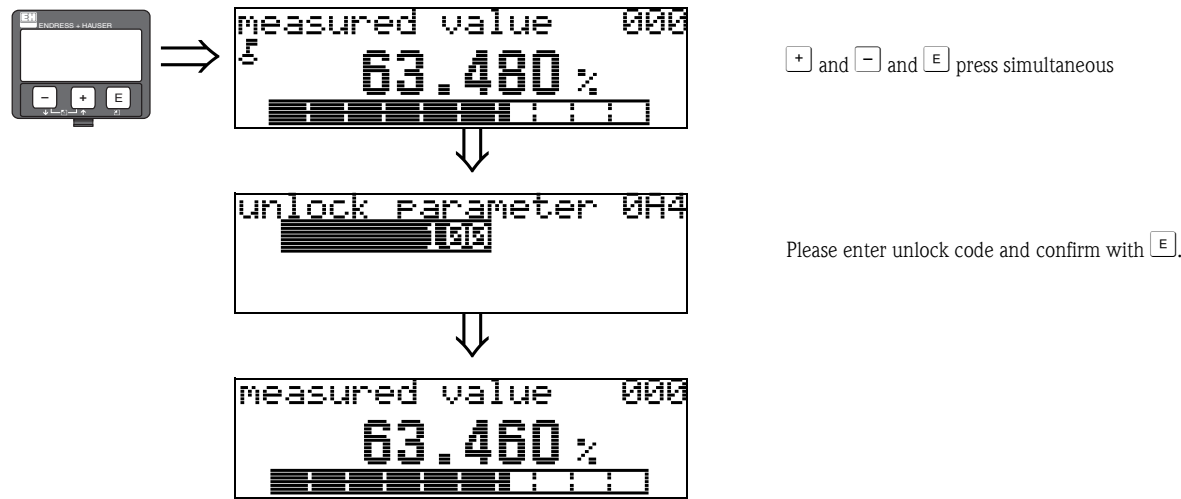 EH ENDRESS + HAUSER
− + E
measured value 000
63.480 %
+ and − and E press simultaneous
unlock parameter 0A4
100
Please enter unlock code and confirm with E.
measured value 000
63.460 %